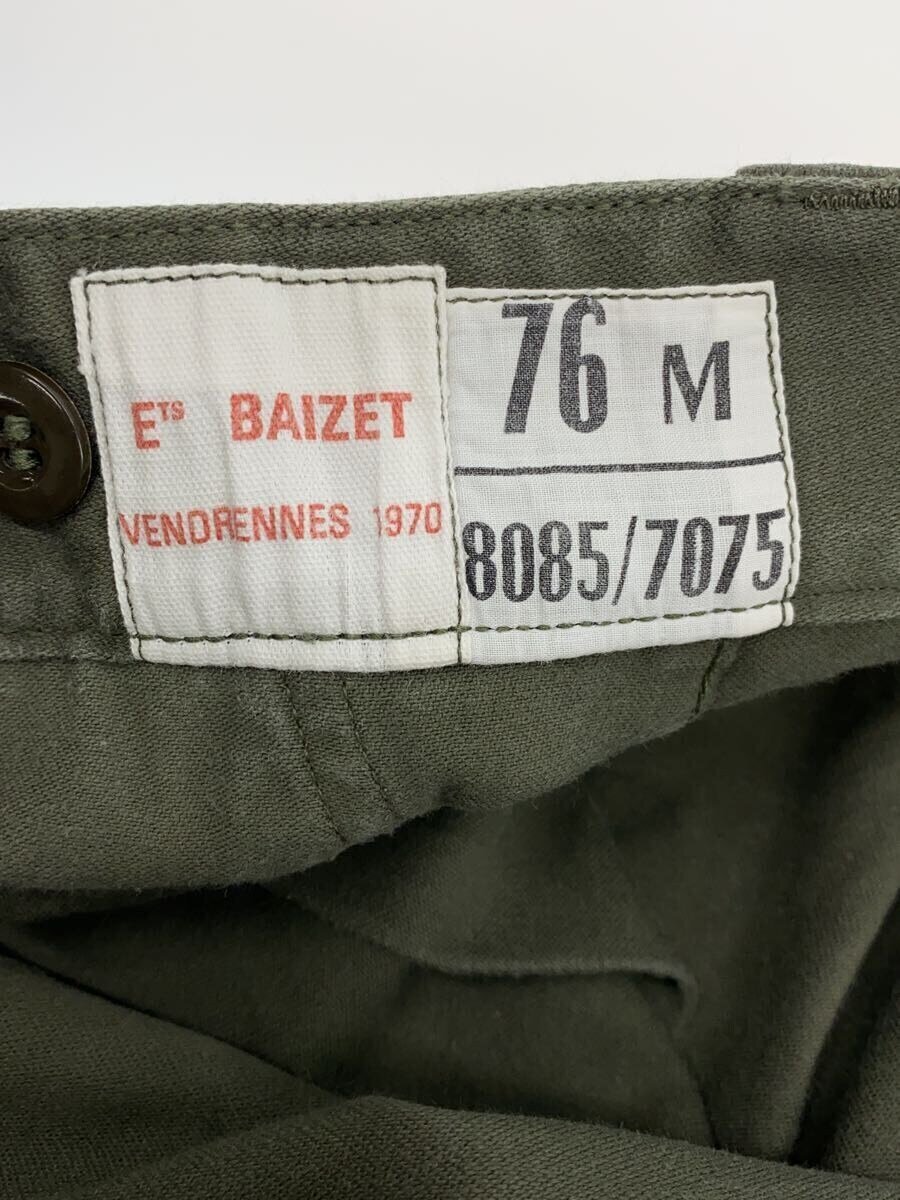 Eᵀˢ BAIZET
VENDRENNES 1970
76 M
8085/7075